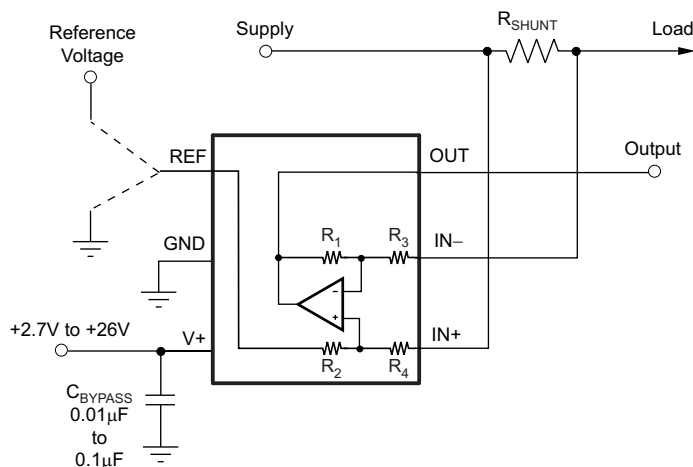 Reference
Voltage
Supply
R_SHUNT
Load
REF
OUT
Output
GND
R₁
R₃
IN−
-
+
+2.7V to +26V
V+
R₂
R₄
IN+
C_BYPASS
0.01μF
to
0.1μF